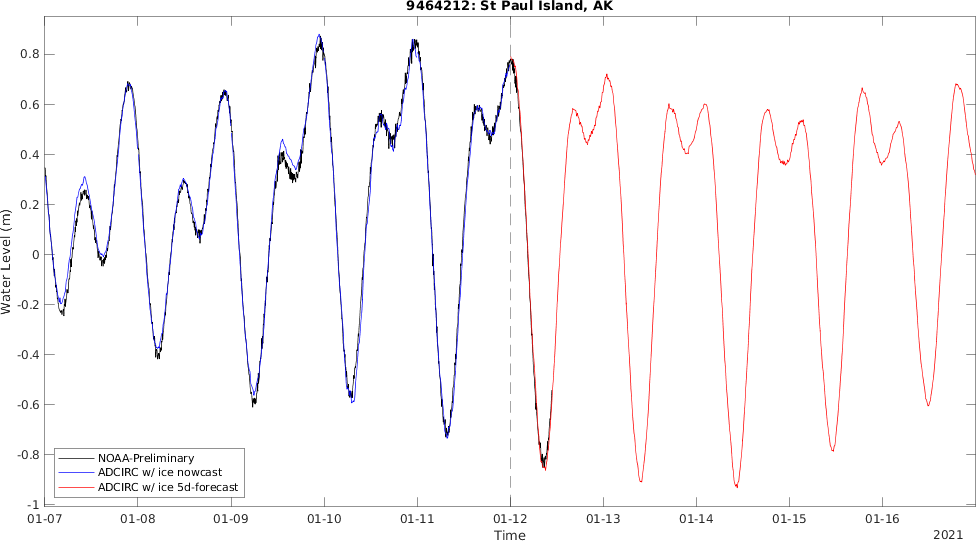 9464212: St Paul Island, AK
Water Level (m)
0.8
0.6
0.4
0.2
0
-0.2
-0.4
-0.6
-0.8
-1
NOAA-Preliminary
ADCIRC w/ ice nowcast
ADCIRC w/ ice 5d-forecast
01-07 01-08 01-09 01-10 01-11 01-12 01-13 01-14 01-15 01-16
Time
2021